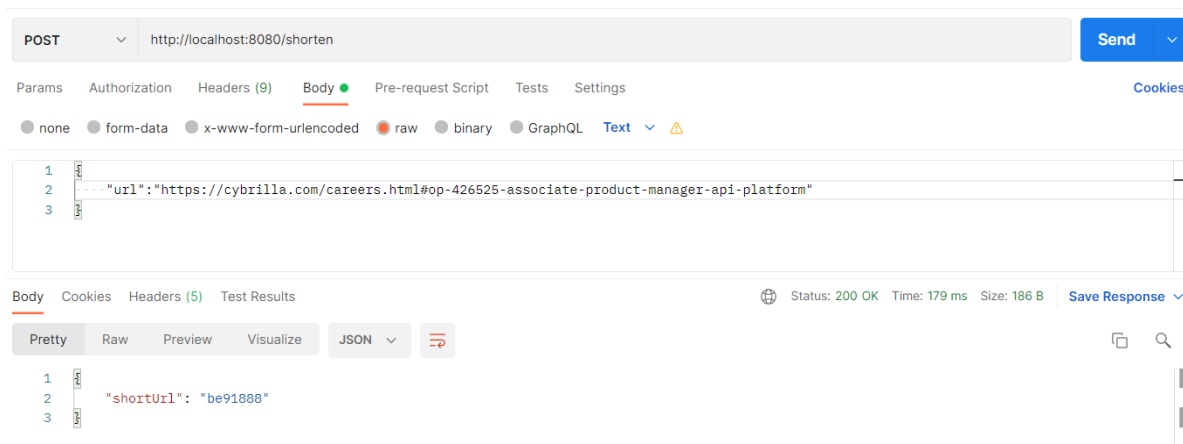 POST http://localhost:8080/shorten Send
Params Authorization Headers (9) Body Pre-request Script Tests Settings Cookies
none form-data x-www-form-urlencoded raw binary GraphQL Text
1 {
2 "url":"https://cybrilla.com/careers.html#op-426525-associate-product-manager-api-platform"
3 }
Body Cookies Headers (5) Test Results Status: 200 OK Time: 179 ms Size: 186 B Save Response
Pretty Raw Preview Visualize JSON
1 {
2 "shortUrl": "be91888"
3 }